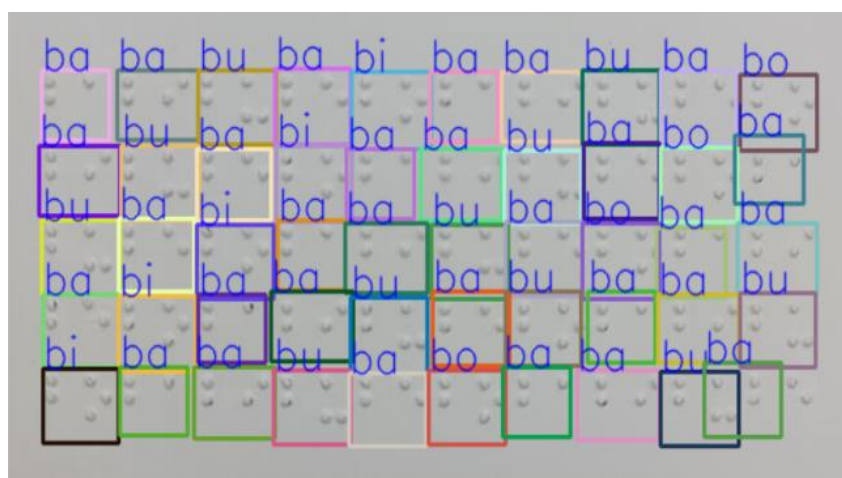 ba ba bu ba bi ba ba bu ba bo
ba bu ba bi ba ba bu ba bo ba
bu ba bi ba ba bu ba bo ba ba
ba bi ba ba bu ba bu ba ba bu
bi ba ba bu ba bo ba ba bu ba